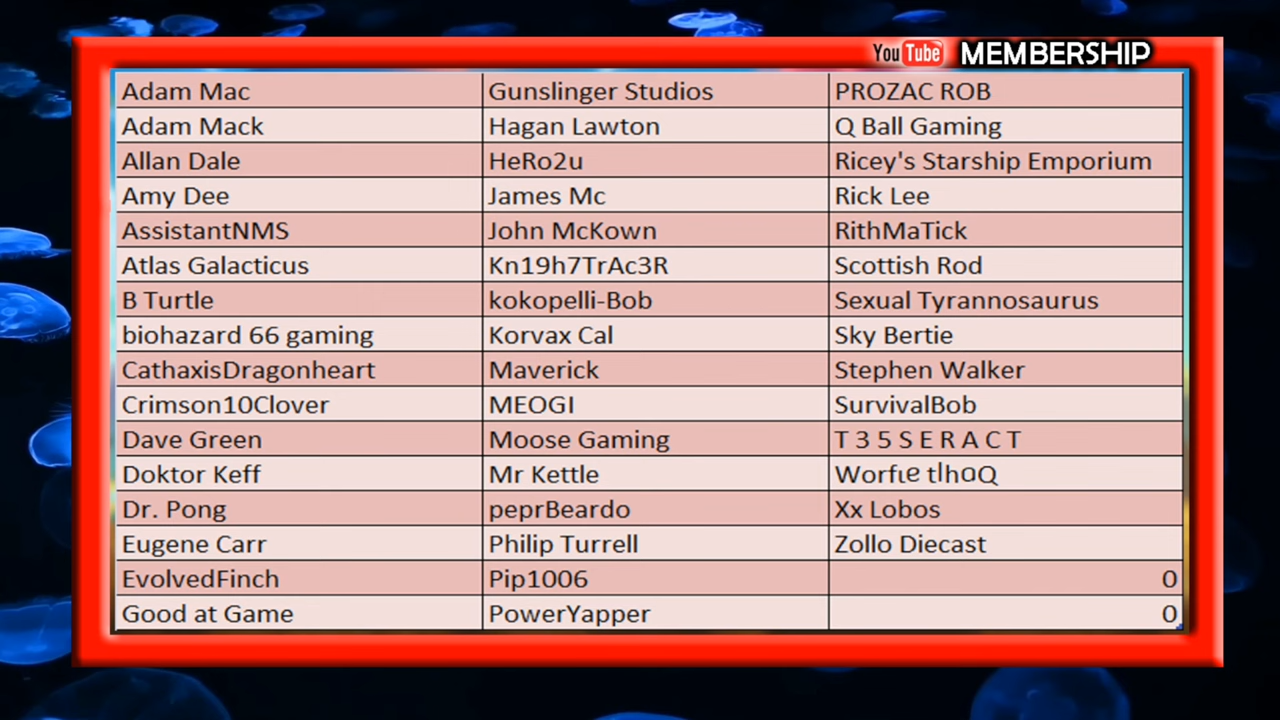 You Tube MEMBERSHIP
Adam Mac Gunslinger Studios PROZAC ROB
Adam Mack Hagan Lawton Q Ball Gaming
Allan Dale HeRo2u Ricey's Starship Emporium
Amy Dee James Mc Rick Lee
AssistantNMS John McKown RithMaTick
Atlas Galacticus Kn19h7TrAc3R Scottish Rod
B Turtle kokopelli-Bob Sexual Tyrannosaurus
biohazard 66 gaming Korvax Cal Sky Bertie
CathaxisDragonheart Maverick Stephen Walker
Crimson10Clover MEOGI SurvivalBob
Dave Green Moose Gaming T 3 5 S E R A C T
Doktor Keff Mr Kettle Worfɩҽ tlhɑQ
Dr. Pong peprBeardo Xx Lobos
Eugene Carr Philip Turrell Zollo Diecast
EvolvedFinch Pip1006 0
Good at Game PowerYapper 0